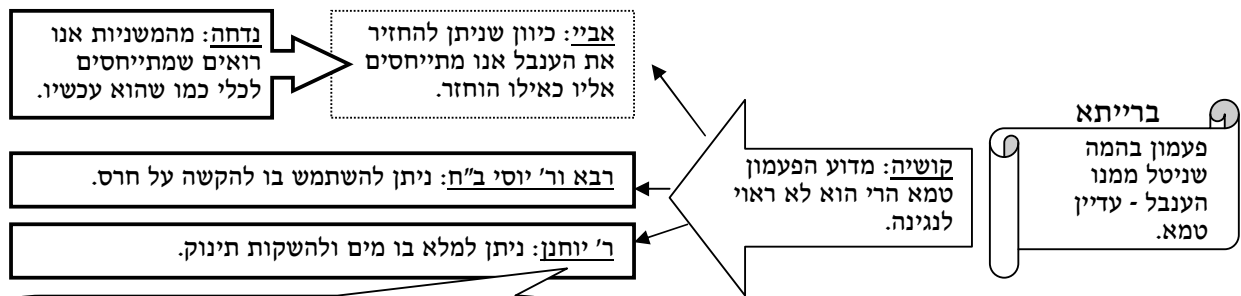 ברייתא
פעמון בהמה
שניטל ממנו
הענבל - עדיין
טמא.
קושיה: מדוע הפעמון
טמא הרי הוא לא ראוי
לנגינה.
אביי: כיוון שניתן להחזיר
את הענבל אנו מתייחסים
אליו כאילו הוחזר.
נדחה: מהמשניות אנו
רואים שמתייחסים
לכלי כמו שהוא עכשיו.
רבא ור' יוסי ב"ח: ניתן להשתמש בו להקשה על חרס.
ר' יוחנן: ניתן למלא בו מים ולהשקות תינוק.